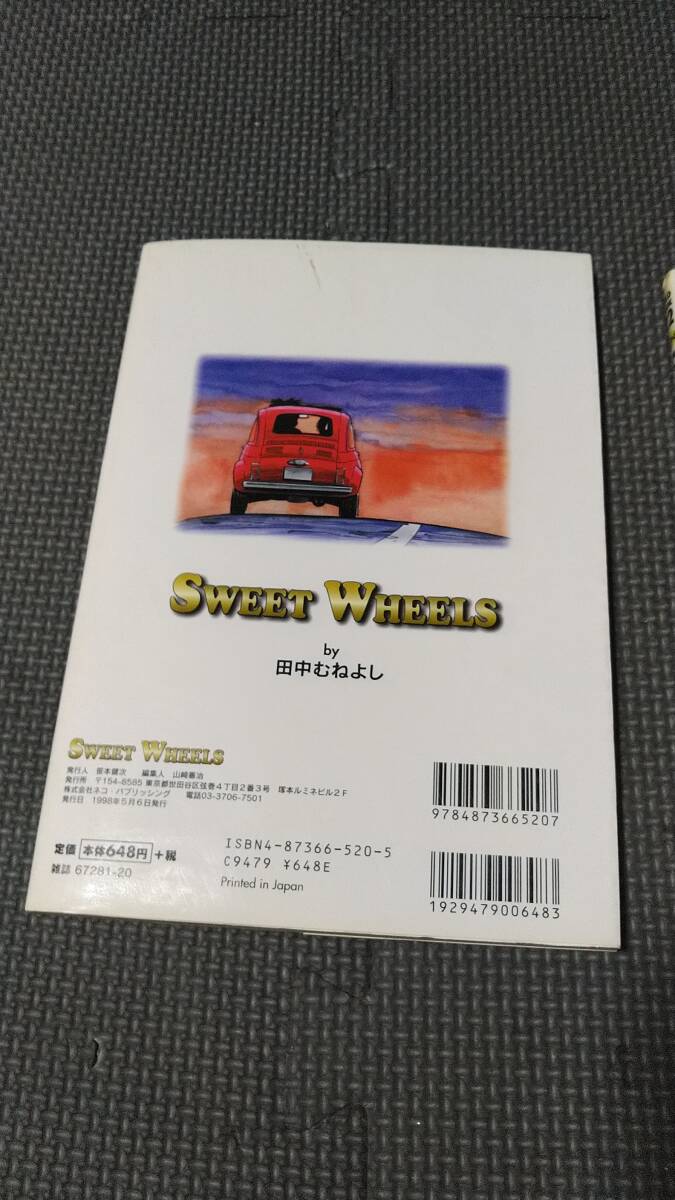 SWEET WHEELS
by
田中むねよし
SWEET WHEELS
発行人 笹本健次 編集人 山崎憲治
発行所 〒154-8585 東京都世田谷区弦巻4丁目2番3号 塚本ルミネビル2F
株式会社ネコ・パブリッシング 電話03-3706-7501
発行日 1998年5月6日発行
定価 本体648円 +税
雑誌 67281-20
ISBN4-87366-520-5
C9479 ¥648E
Printed in Japan
9784873665207
1929479006483